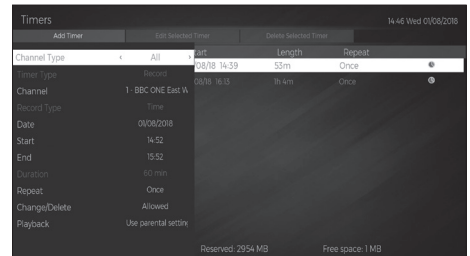 Timers 14:46 Wed 01/08/2018
Add Timer Edit Selected Timer Delete Selected Timer
Channel Type All tart Length Repeat
/08/18 14:39 53m Once
Timer Type Record
08/18 16:13 1h 4m Once
Channel 1 - BBC ONE East W
Record Type Time
Date 01/08/2018
Start 14:52
End 15:52
Duration 60 min
Repeat Once
Change/Delete Allowed
Playback Use parental setting
Reserved: 2954 MB Free space: 1 MB